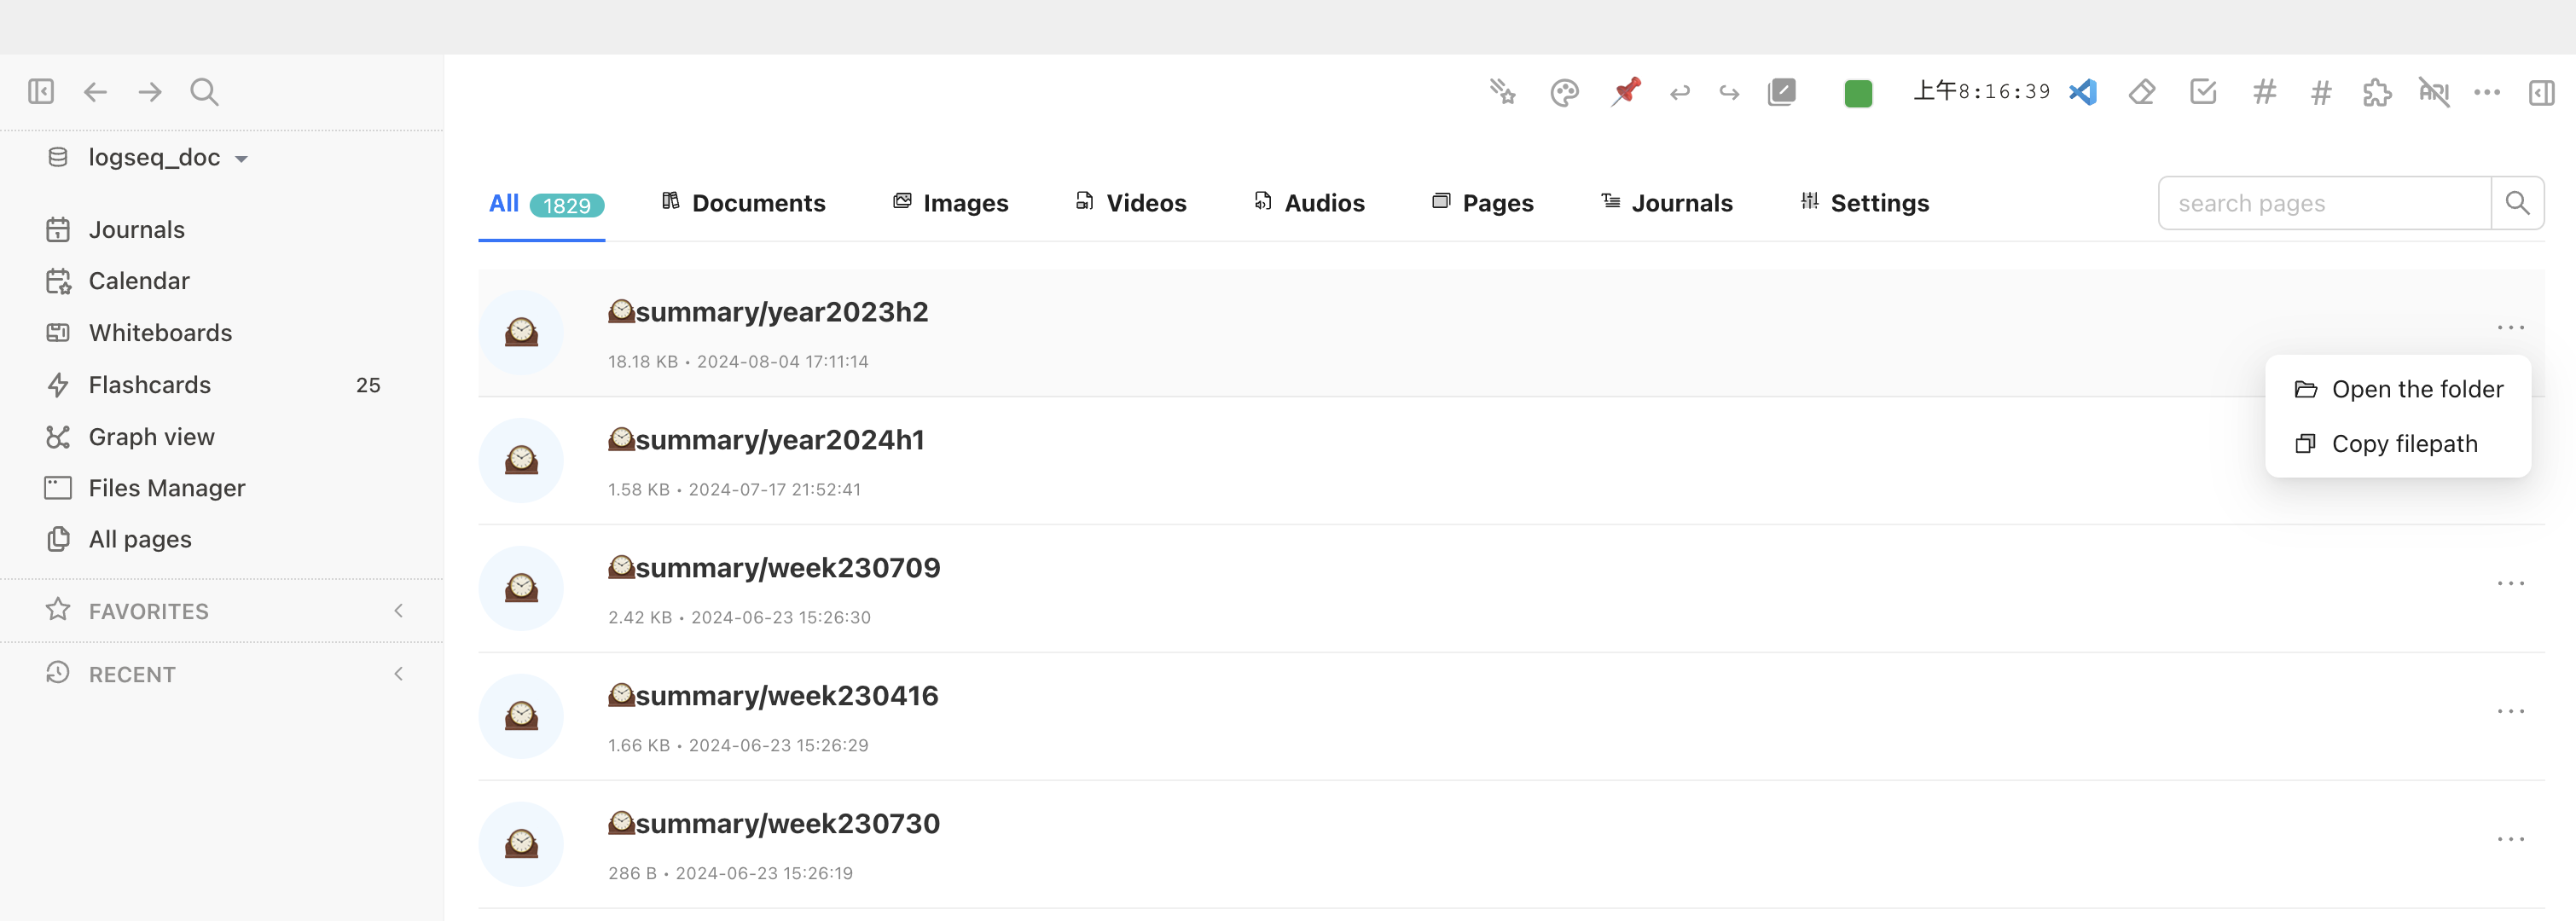 上午8:16:39
logseq_doc
Journals
Calendar
Whiteboards
Flashcards 25
Graph view
Files Manager
All pages
FAVORITES
RECENT
All 1829 Documents Images Videos Audios Pages Journals Settings search pages
summary/year2023h2
18.18 KB • 2024-08-04 17:11:14
Open the folder
Copy filepath
summary/year2024h1
1.58 KB • 2024-07-17 21:52:41
summary/week230709
2.42 KB • 2024-06-23 15:26:30
summary/week230416
1.66 KB • 2024-06-23 15:26:29
summary/week230730
286 B • 2024-06-23 15:26:19